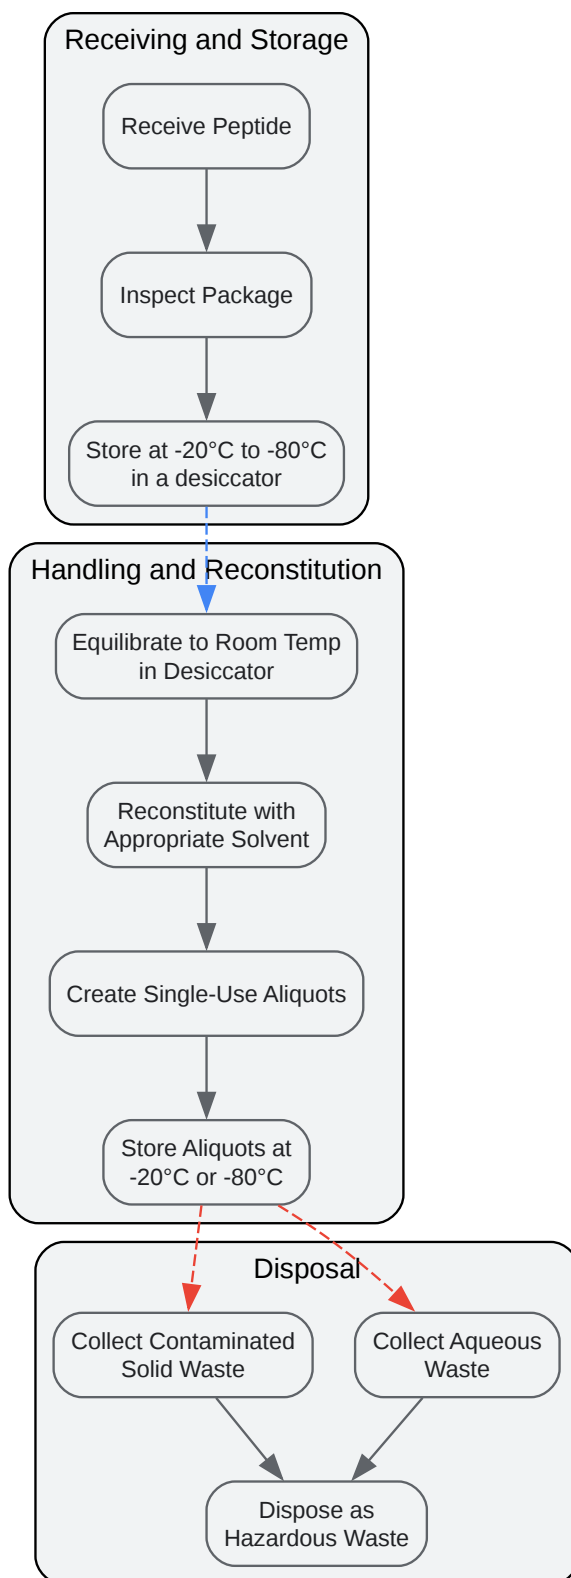 Receiving and Storage
Receive Peptide
Inspect Package
Store at -20°C to -80°C
in a desiccator
Handling and Reconstitution
Equilibrate to Room Temp
in Desiccator
Reconstitute with
Appropriate Solvent
Create Single-Use Aliquots
Store Aliquots at
-20°C or -80°C
Disposal
Collect Contaminated
Solid Waste
Collect Aqueous
Waste
Dispose as
Hazardous Waste